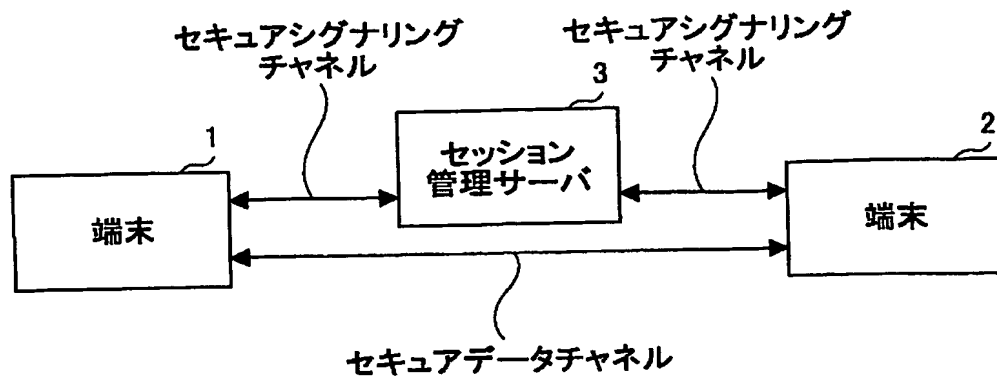 セキュアシグナリング
チャネル
セキュアシグナリング
チャネル
3
1
セッション
管理サーバ
2
端末
端末
セキュアデータチャネル